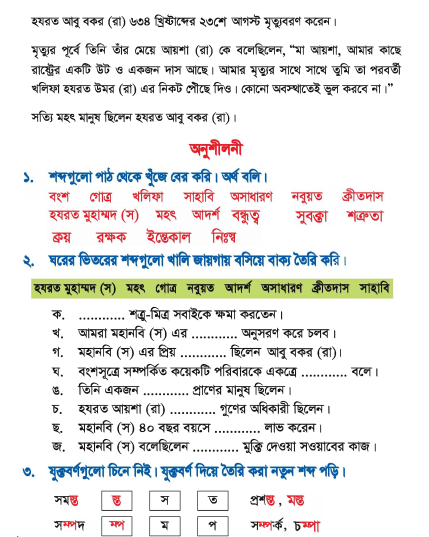 হযরত আবু বকর (রা) ৬৩৪ খ্রিষ্টাব্দের ২৩শে আগস্ট মৃত্যুবরণ করেন।
মৃত্যুর পূর্বে তিনি তাঁর মেয়ে আয়শা (রা) কে বলেছিলেন, “মা আয়শা, আমার কাছে
রাষ্ট্রের একটি উট ও একজন দাস আছে। আমার মৃত্যুর সাথে সাথে তুমি তা পরবর্তী
খলিফা হযরত উমর (রা) এর নিকট পৌঁছে দিও। কোনো অবস্থাতেই ভুল করবে না।”
সত্যি মহৎ মানুষ ছিলেন হযরত আবু বকর (রা)।
অনুশীলনী
১. শব্দগুলো পাঠ থেকে খুঁজে বের করি। অর্থ বলি।
বংশ গোত্র খলিফা সাহাবি অসাধারণ নবুয়ত ক্রীতদাস
হযরত মুহাম্মদ (স) মহৎ আদর্শ বন্ধুত্ব সুবক্তা শত্রুতা
ক্রয় রক্ষক ইন্তেকাল নিঃস্ব
২. ঘরের ভিতরের শব্দগুলো খালি জায়গায় বসিয়ে বাক্য তৈরি করি।
হযরত মুহাম্মদ (স) মহৎ গোত্র নবুয়ত আদর্শ অসাধারণ ক্রীতদাস সাহাবি
ক. ............ শত্রু-মিত্র সবাইকে ক্ষমা করতেন।
খ. আমরা মহানবি (স) এর ............ অনুসরণ করে চলব।
গ. মহানবি (স) এর প্রিয় ............ ছিলেন আবু বকর (রা)।
ঘ. বংশসূত্রে সম্পর্কিত কয়েকটি পরিবারকে একত্রে ............ বলে।
ঙ. তিনি একজন ............ প্রাণের মানুষ ছিলেন।
চ. হযরত আয়শা (রা) ............ গুণের অধিকারী ছিলেন।
ছ. মহানবি (স) ৪০ বছর বয়সে ............ লাভ করেন।
জ. মহানবি (স) বলেছিলেন ............ মুক্তি দেওয়া সওয়াবের কাজ।
৩. যুক্তবর্ণগুলো চিনে নিই। যুক্তবর্ণ দিয়ে তৈরি করা নতুন শব্দ পড়ি।
সমস্ত স্ত স ত প্রশস্ত, মস্ত
সম্পদ ম্প ম প সম্পর্ক, চম্পা